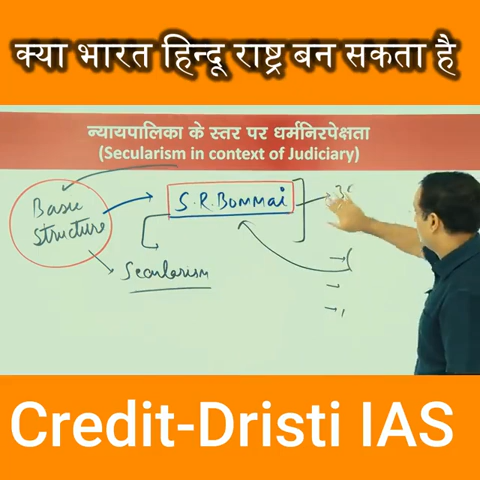 क्या भारत हिन्दू राष्ट्र बन सकता है
न्यायपालिका के स्तर पर धर्मनिरपेक्षता
(Secularism in context of Judiciary)
Basic
Structure
S.R.Bommai
Secularism
Credit-Dristi IAS